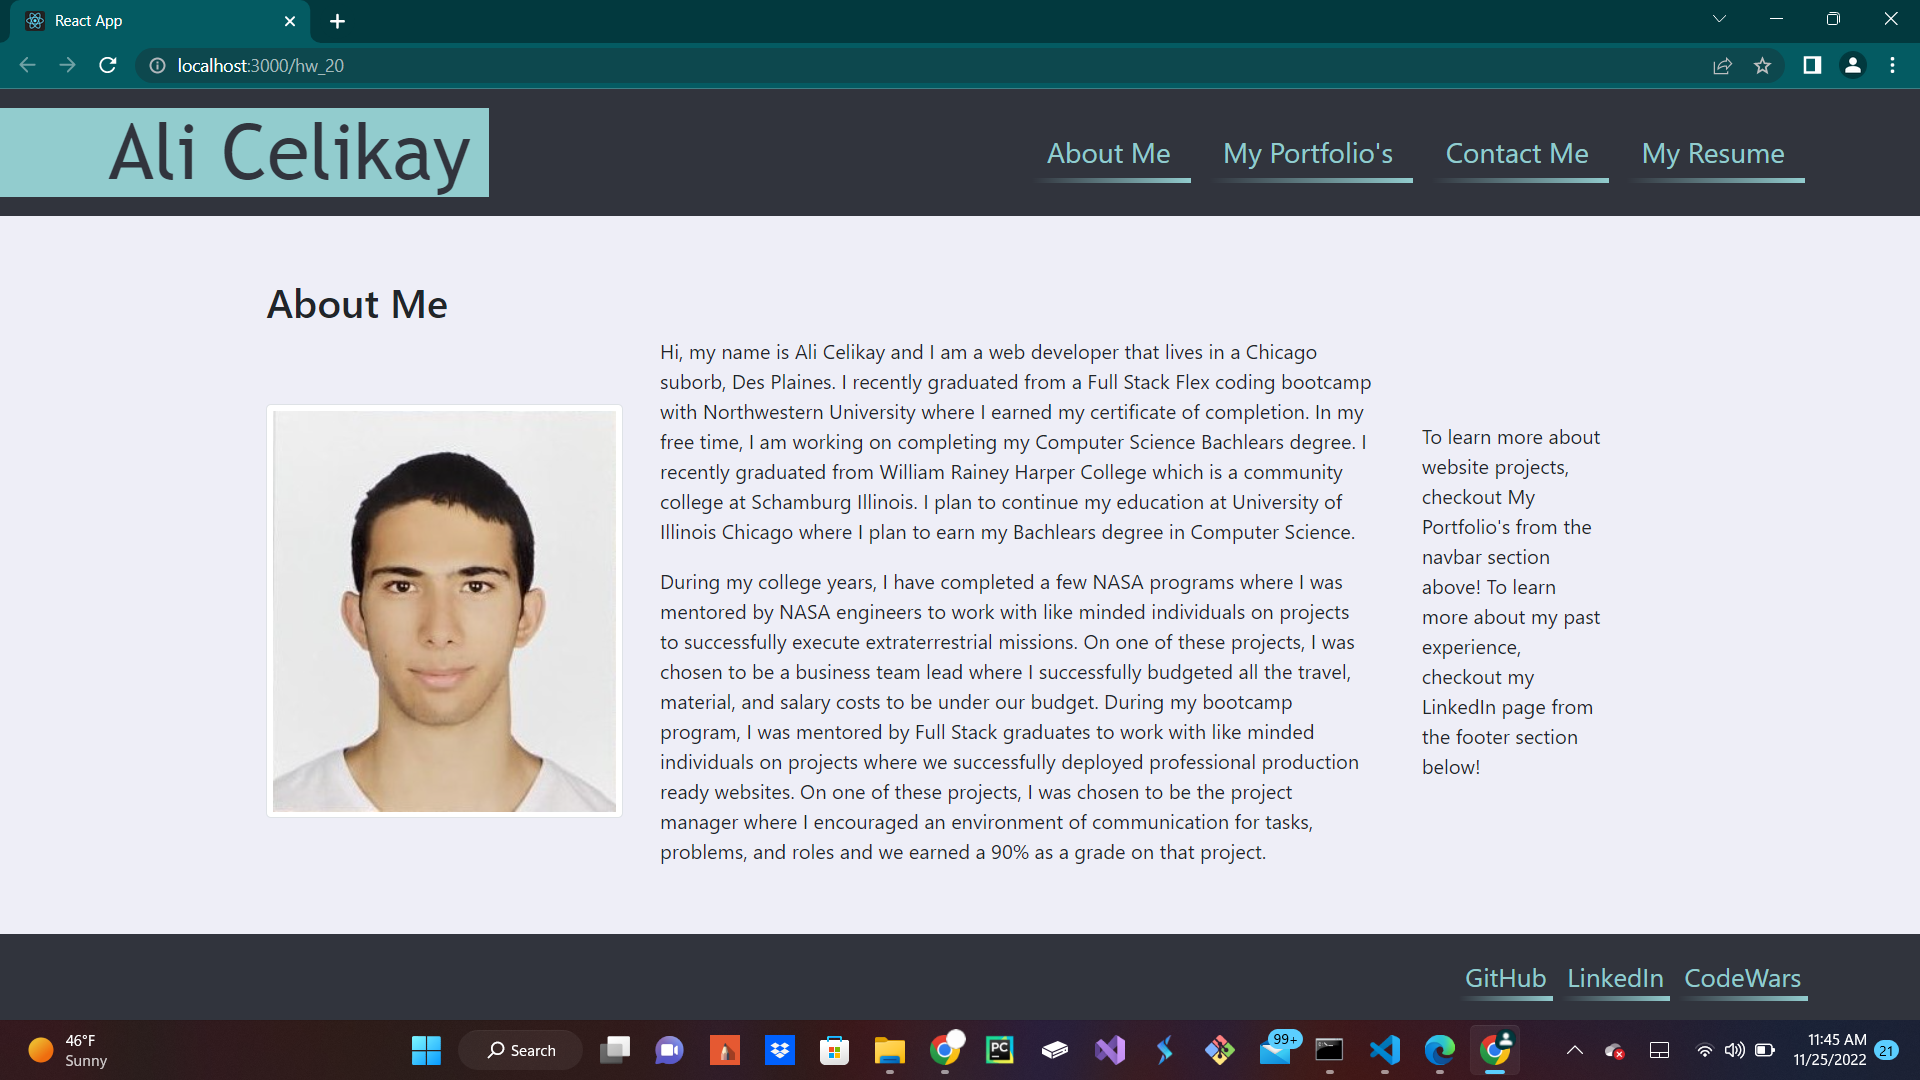 React App
localhost:3000/hw_20
Ali Celikay
About Me
My Portfolio's
Contact Me
My Resume
About Me
Hi, my name is Ali Celikay and I am a web developer that lives in a Chicago
suborb, Des Plaines. I recently graduated from a Full Stack Flex coding bootcamp
with Northwestern University where I earned my certificate of completion. In my
free time, I am working on completing my Computer Science Bachlears degree. I
recently graduated from William Rainey Harper College which is a community
college at Schamburg Illinois. I plan to continue my education at University of
Illinois Chicago where I plan to earn my Bachlears degree in Computer Science.
During my college years, I have completed a few NASA programs where I was
mentored by NASA engineers to work with like minded individuals on projects
to successfully execute extraterrestrial missions. On one of these projects, I was
chosen to be a business team lead where I successfully budgeted all the travel,
material, and salary costs to be under our budget. During my bootcamp
program, I was mentored by Full Stack graduates to work with like minded
individuals on projects where we successfully deployed professional production
ready websites. On one of these projects, I was chosen to be the project
manager where I encouraged an environment of communication for tasks,
problems, and roles and we earned a 90% as a grade on that project.
To learn more about
website projects,
checkout My
Portfolio's from the
navbar section
above! To learn
more about my past
experience,
checkout my
LinkedIn page from
the footer section
below!
GitHub
LinkedIn
CodeWars
46°F
Sunny
Search
PC
99+
11:45 AM
11/25/2022
21